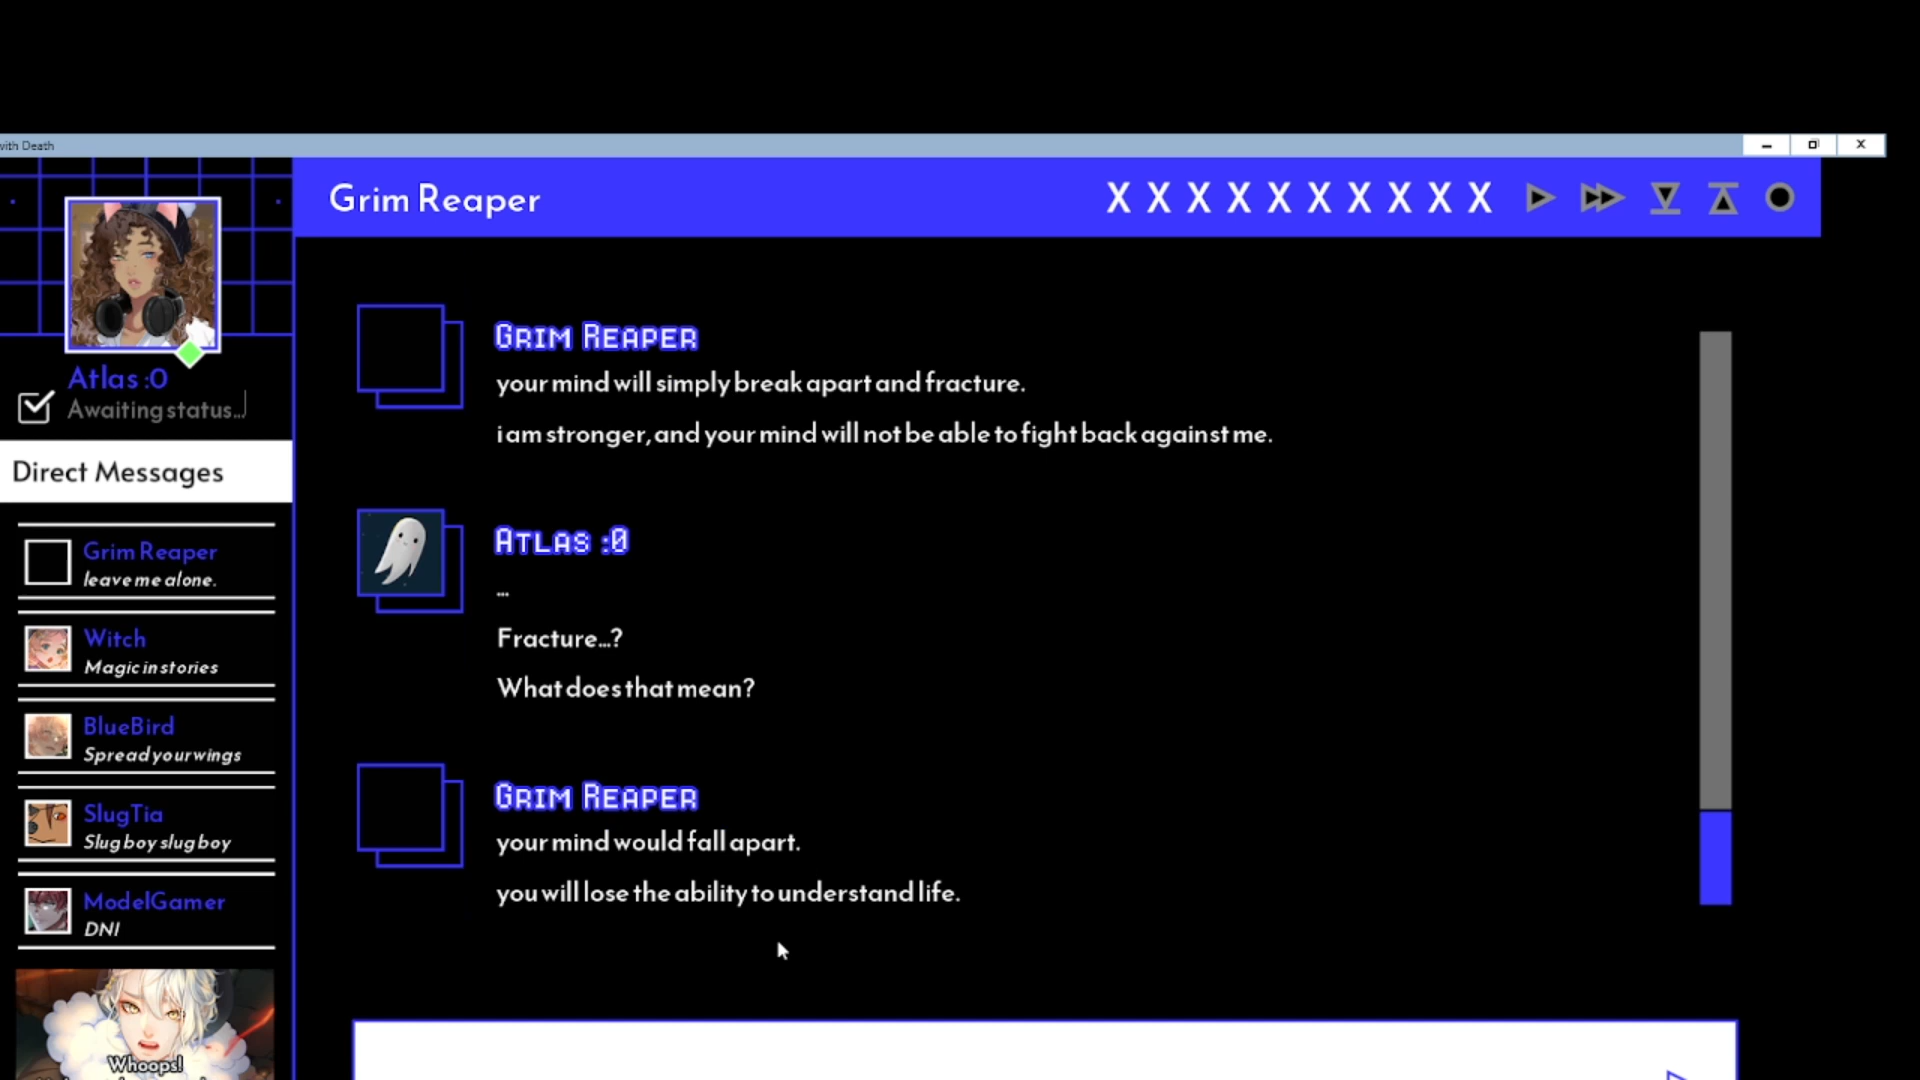 with Death
Grim Reaper
X X X X X X X X X X
Atlas :0
Awaiting status...
Direct Messages
Grim Reaper
leave me alone.
Witch
Magic in stories
BlueBird
Spread your wings
SlugTia
Slug boy slug boy
ModelGamer
DNI
Whoops!
Grim Reaper
your mind will simply break apart and fracture.
i am stronger, and your mind will not be able to fight back against me.
Atlas :0
...
Fracture...?
What does that mean?
Grim Reaper
your mind would fall apart.
you will lose the ability to understand life.